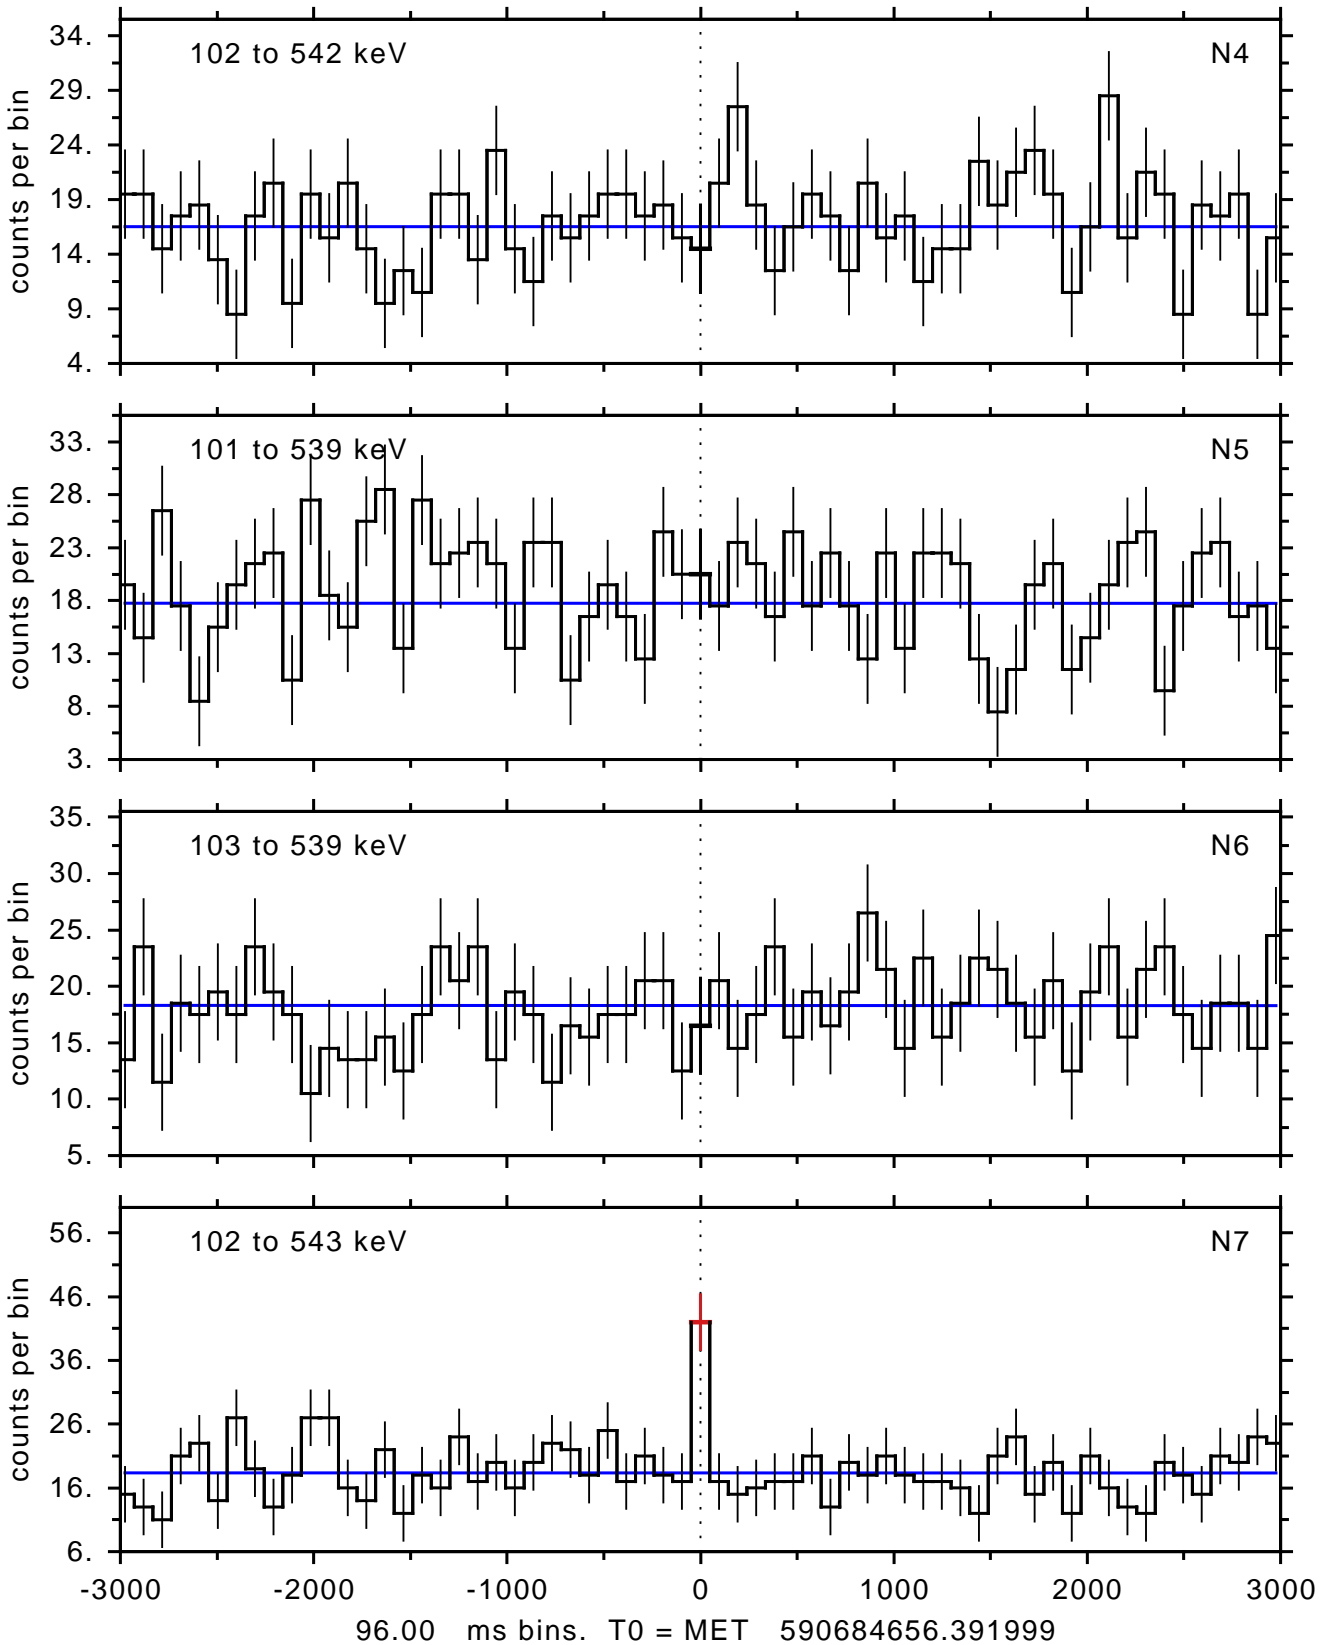 102 to 542 keV N4
34.
29.
24.
19.
14.
9.
4.
counts per bin
101 to 539 keV N5
33.
28.
23.
18.
13.
8.
3.
counts per bin
103 to 539 keV N6
35.
30.
25.
20.
15.
10.
5.
counts per bin
102 to 543 keV N7
56.
46.
36.
26.
16.
6.
counts per bin
-3000 -2000 -1000 0 1000 2000 3000
96.00 ms bins. T0 = MET 590684656.391999